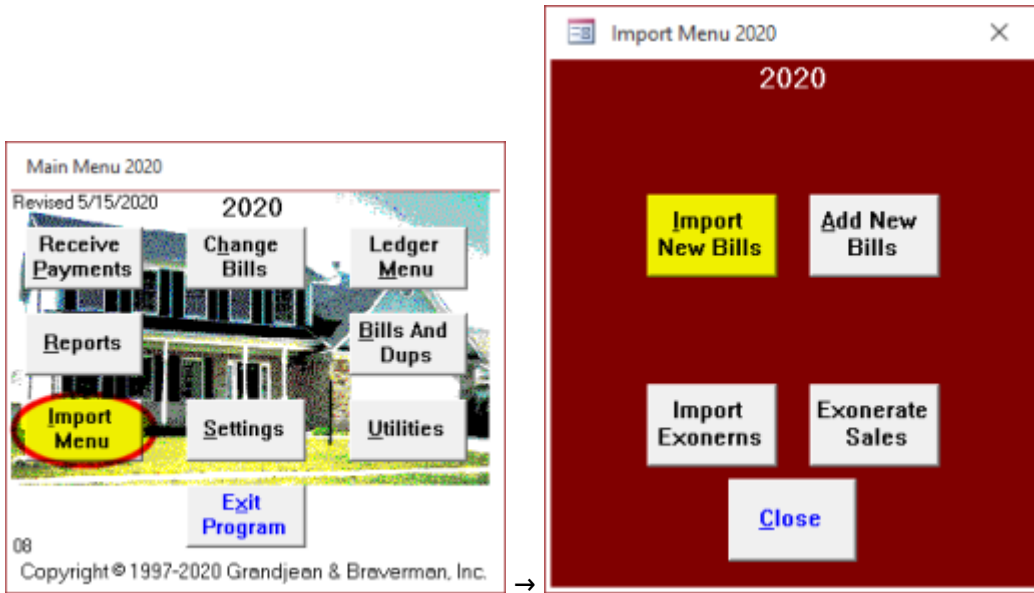 Main Menu 2020
Revised 5/15/2020
2020
Receive
Payments
Change
Bills
Ledger
Menu
Reports
Bills And
Dups
Import
Menu
Settings
Utilities
Exit
Program
08
Copyright © 1997-2020 Grandjean & Braverman, Inc.
→
Import Menu 2020
2020
Import
New Bills
Add New
Bills
Import
Exonerns
Exonerate
Sales
Close